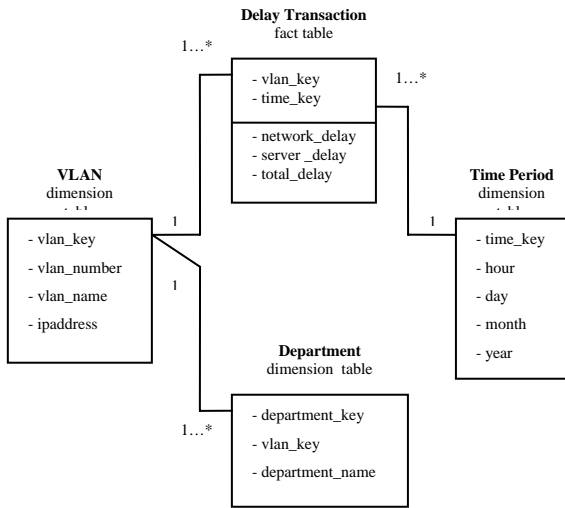 Delay Transaction
fact table
1…*
- vlan_key
- time_key
1…*
- network_delay
- server _delay
- total_delay
VLAN
dimension
1
- vlan_key
- vlan_number
- vlan_name
- ipaddress
1
Time Period
dimension
1
- time_key
- hour
- day
- month
- year
Department
dimension table
1…*
- department_key
- vlan_key
- department_name